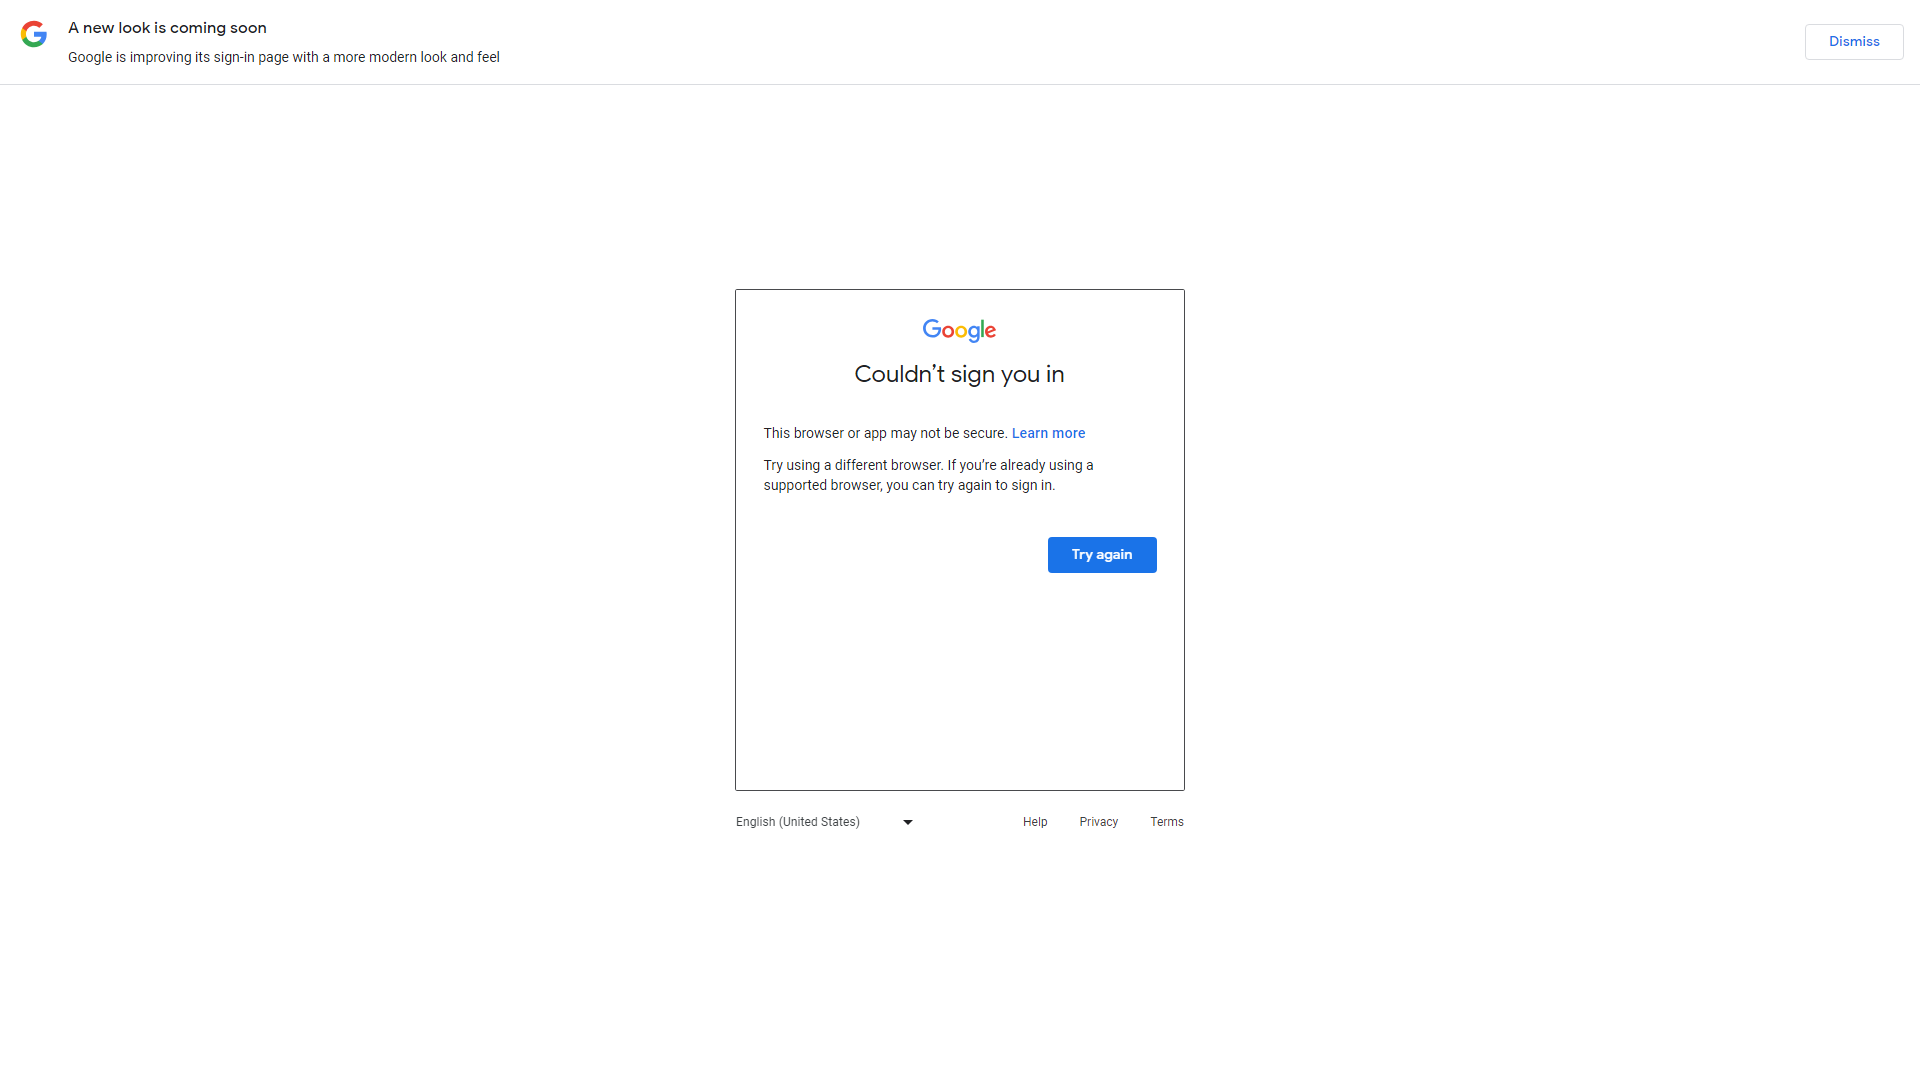 A new look is coming soon
Google is improving its sign-in page with a more modern look and feel
Dismiss
Google
Couldn’t sign you in
This browser or app may not be secure. Learn more
Try using a different browser. If you’re already using a
supported browser, you can try again to sign in.
Try again
English (United States)
Help
Privacy
Terms